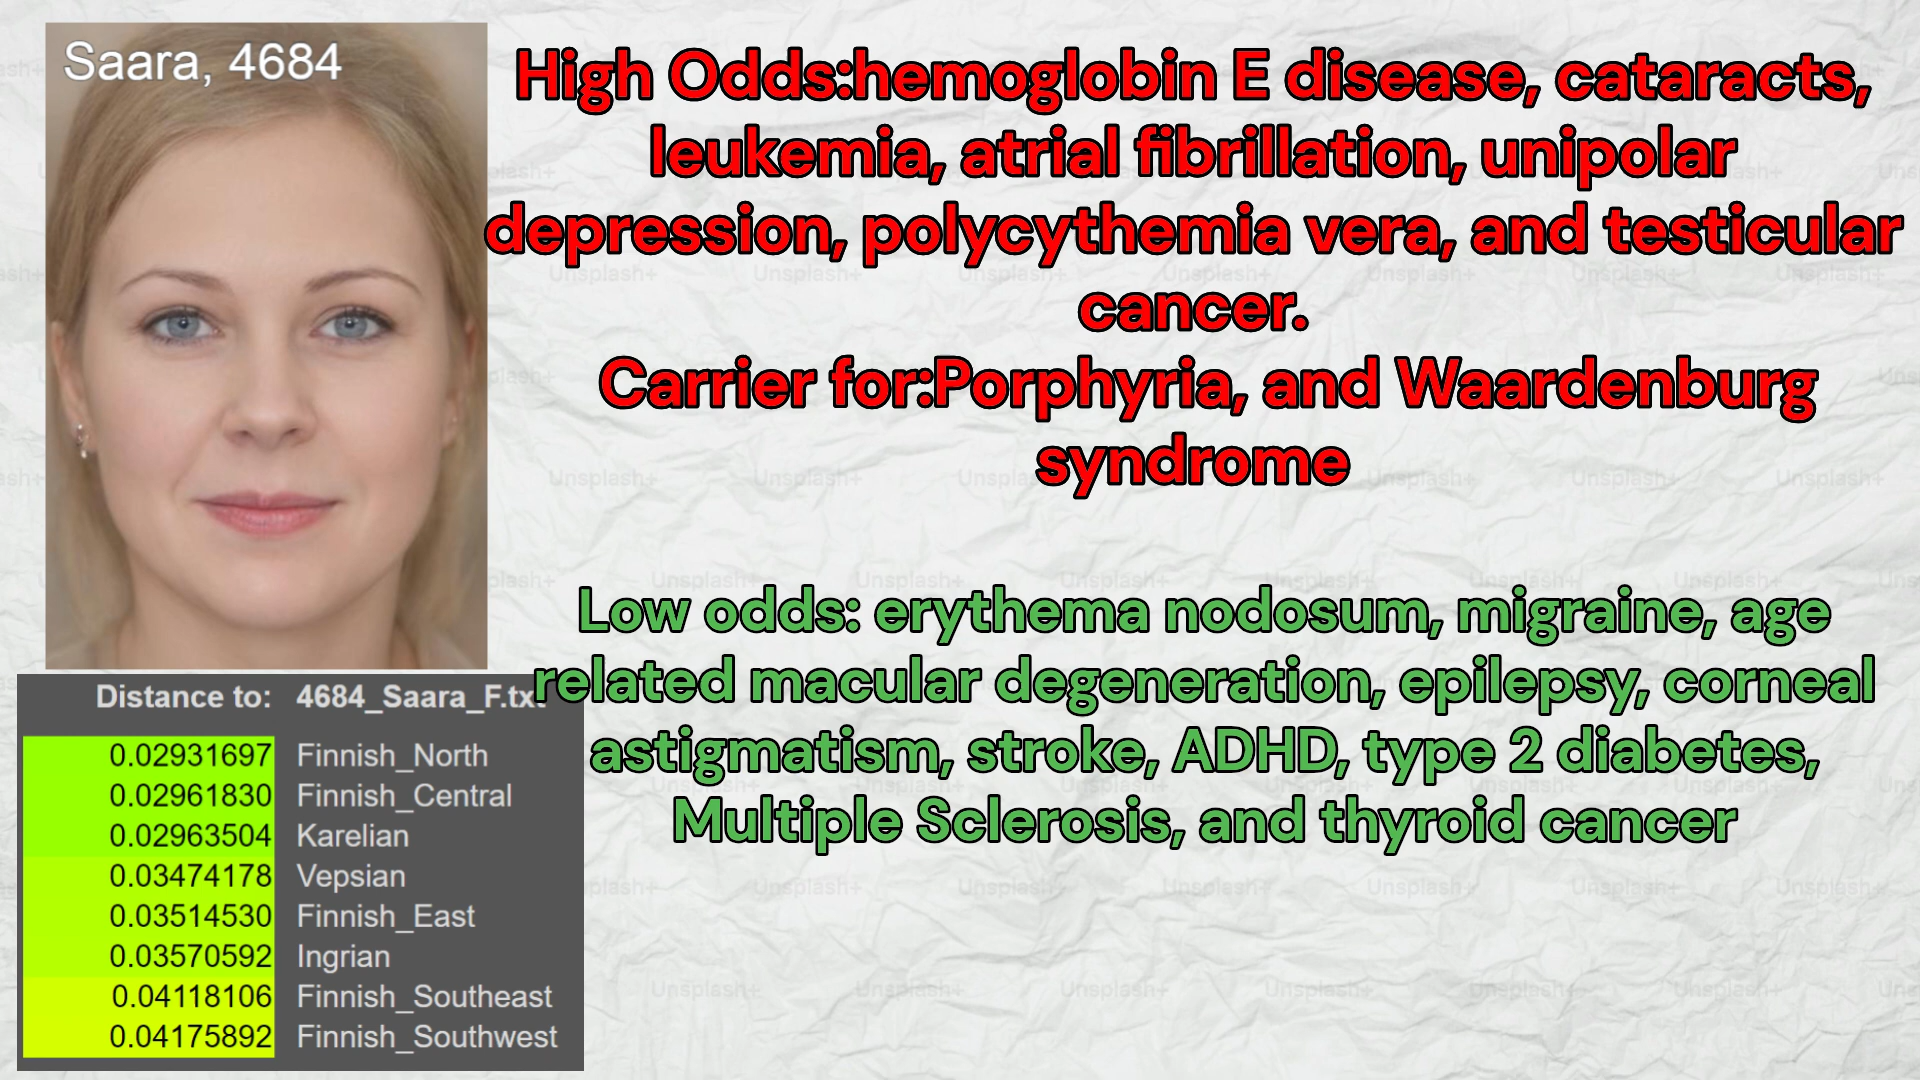 Saara, 4684
High Odds:hemoglobin E disease, cataracts,
leukemia, atrial fibrillation, unipolar
depression, polycythemia vera, and testicular
cancer.
Carrier for:Porphyria, and Waardenburg
syndrome
Low odds: erythema nodosum, migraine, age
related macular degeneration, epilepsy, corneal
astigmatism, stroke, ADHD, type 2 diabetes,
Multiple Sclerosis, and thyroid cancer
Distance to: 4684_Saara_F.txt
0.02931697 Finnish_North
0.02961830 Finnish_Central
0.02963504 Karelian
0.03474178 Vepsian
0.03514530 Finnish_East
0.03570592 Ingrian
0.04118106 Finnish_Southeast
0.04175892 Finnish_Southwest
Unsplash+